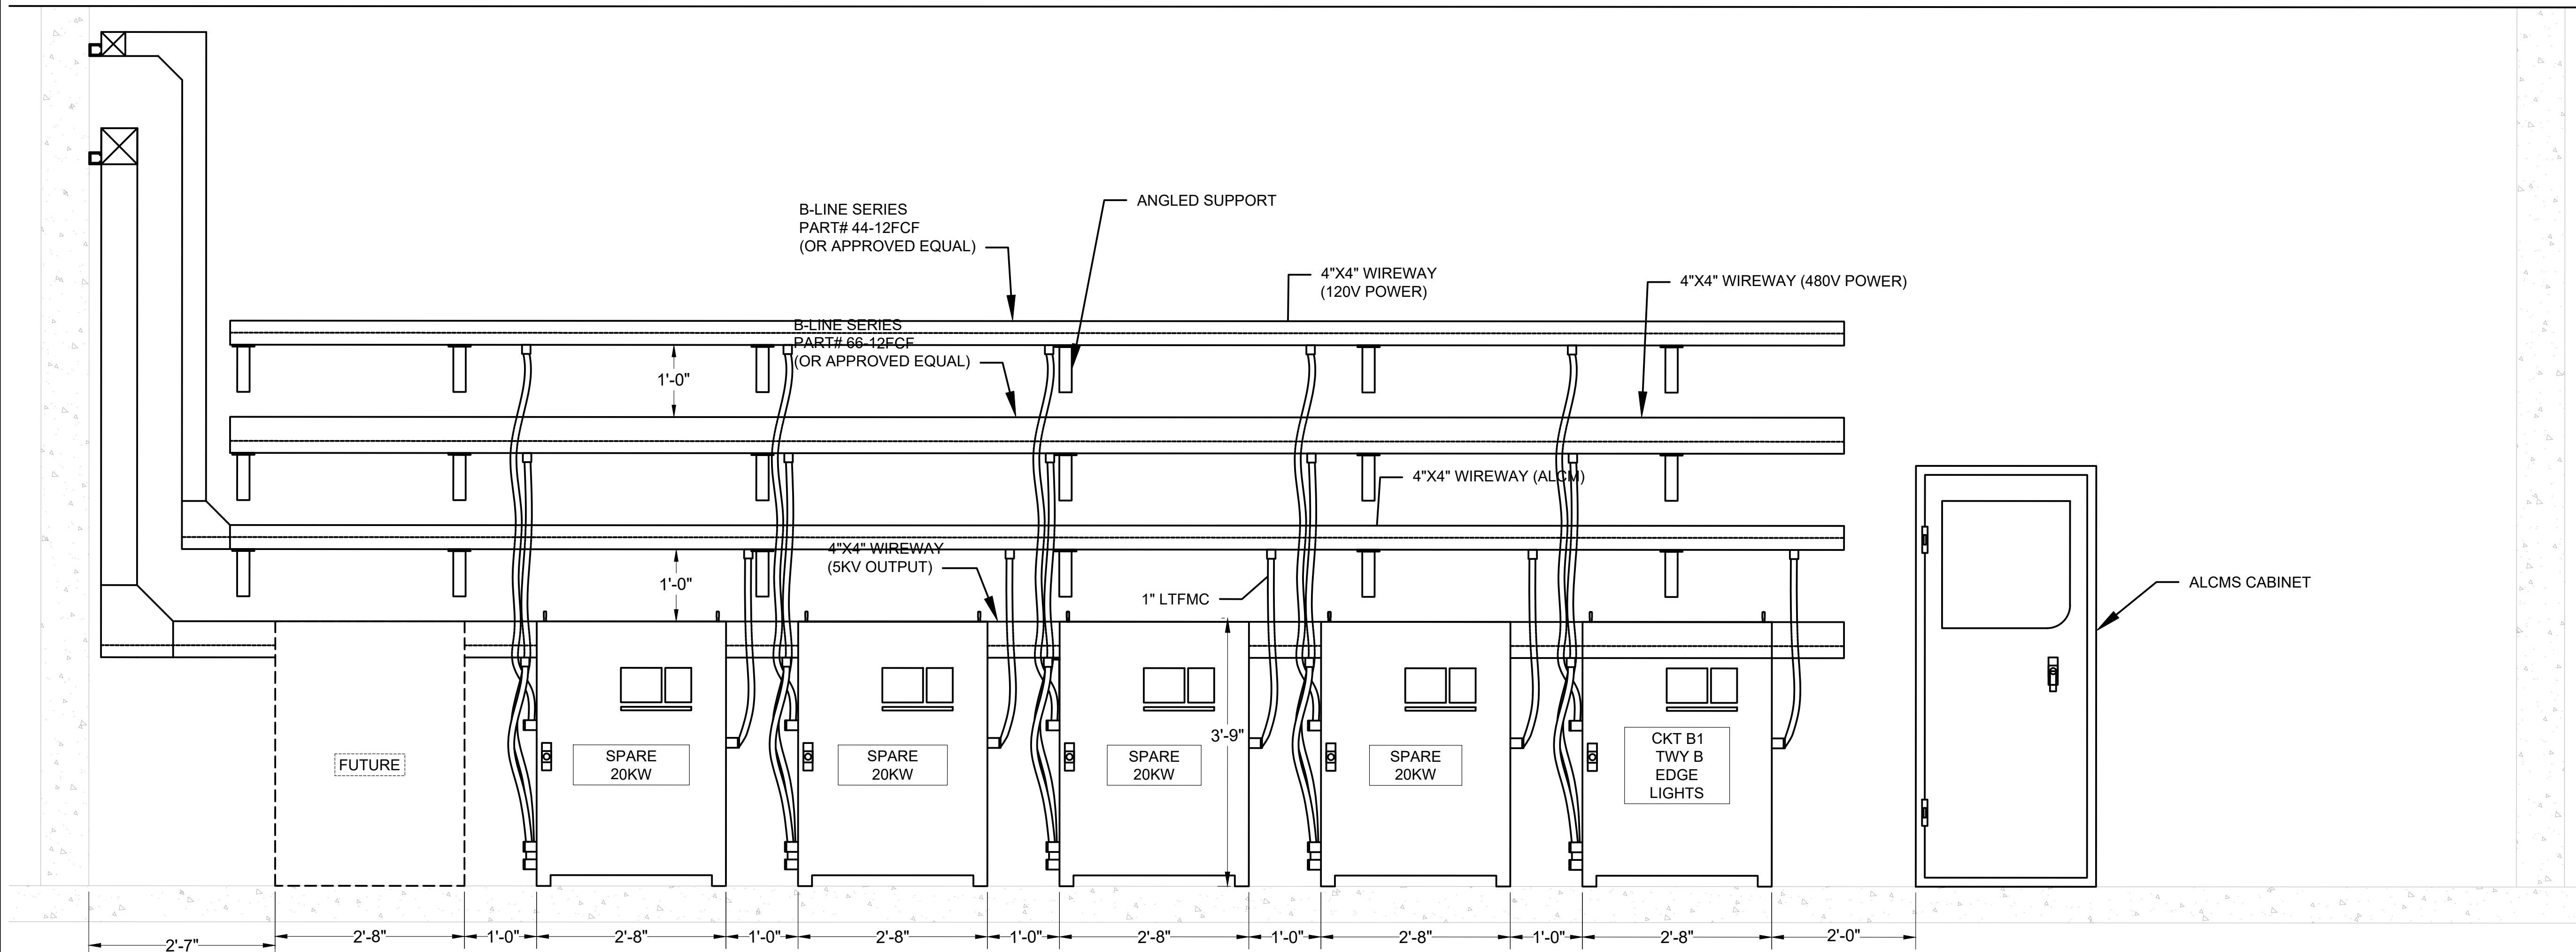 B-LINE SERIES
PART# 44-12FCF
(OR APPROVED EQUAL)
ANGLED SUPPORT
4"X4" WIREWAY
(120V POWER)
4"X4" WIREWAY (480V POWER)
B-LINE SERIES
PART# 66-12FCF
(OR APPROVED EQUAL)
1'-0"
4"X4" WIREWAY (ALCM)
4"X4" WIREWAY
(5KV OUTPUT)
1'-0"
1" LTFMC
ALCMS CABINET
3'-9"
FUTURE
SPARE
20KW
SPARE
20KW
SPARE
20KW
SPARE
20KW
CKT B1
TWY B
EDGE
LIGHTS
2'-7"
2'-8"
1'-0"
2'-8"
1'-0"
2'-8"
1'-0"
2'-8"
1'-0"
2'-8"
1'-0"
2'-8"
2'-0"